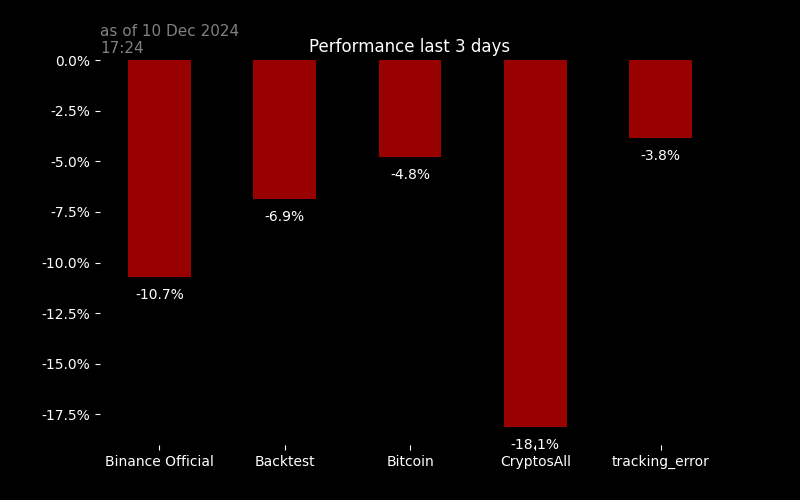 as of 10 Dec 2024
17:24
Performance last 3 days
0.0%
-2.5%
-5.0%
-7.5%
-10.0%
-12.5%
-15.0%
-17.5%
-10.7%
-6.9%
-4.8%
-18.1%
-3.8%
Binance Official
Backtest
Bitcoin
CryptosAll
tracking_error